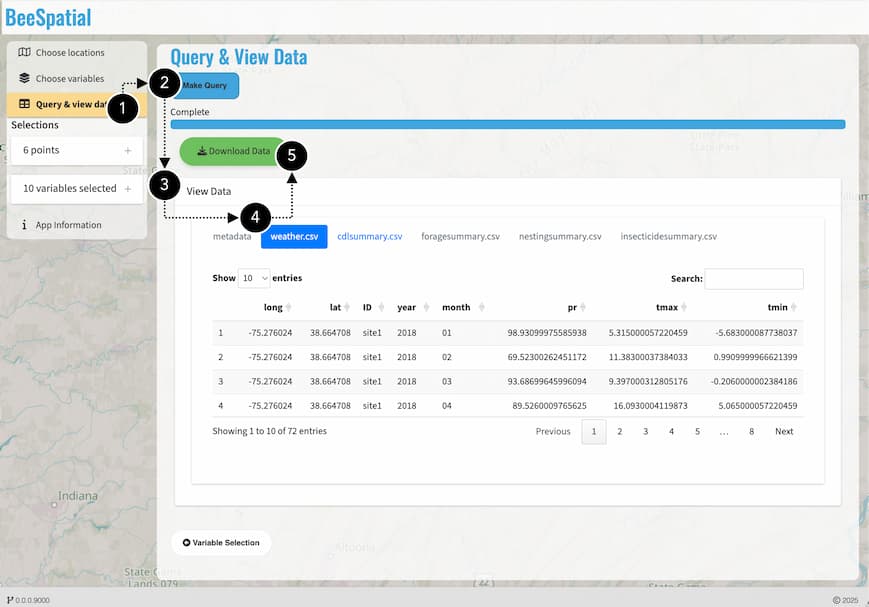 BeeSpatial
Choose locations
Choose variables
Query & view dat
1
Selections
6 points +
10 variables selected +
App Information
Query & View Data
2
Make Query
Complete
Download Data
5
3
View Data
4
metadata weather.csv cdlsummary.csv foragesummary.csv nestingsummary.csv insecticidesummary.csv
Show 10 entries
Search:
long lat ID year month pr tmax tmin
1 -75.276024 38.664708 site1 2018 01 98.93099975585938 5.315000057220459 -5.683000087738037
2 -75.276024 38.664708 site1 2018 02 69.52300262451172 11.38300037384033 0.9909999966621399
3 -75.276024 38.664708 site1 2018 03 93.68699645996094 9.397000312805176 -0.2060000002384186
4 -75.276024 38.664708 site1 2018 04 89.5260009765625 16.0930004119873 5.065000057220459
Showing 1 to 10 of 72 entries
Previous 1 2 3 4 5 … 8 Next
Indiana
Variable Selection
Altoona
State Game
Lands 079
22
State Game
0.0.0.9000
© 2025